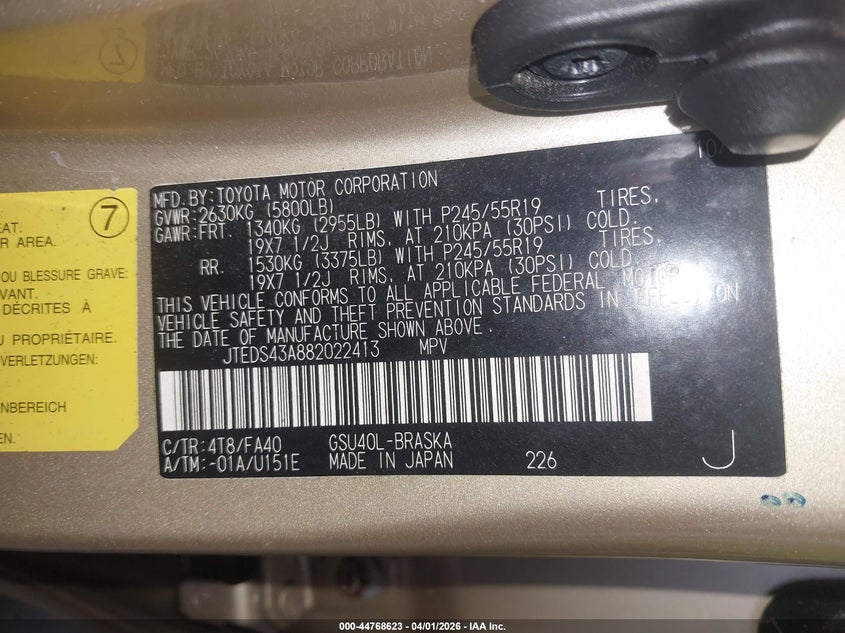 7
EAT.
R AREA.
OU BLESSURE GRAVE:
VANT.
DÉCRITES À
U PROPRIÉTAIRE.
VERLETZUNGEN.
NBEREICH
10/
MFD. BY: TOYOTA MOTOR CORPORATION
GVWR: 2630KG (5800LB)
GAWR: FRT. 1340KG (2955LB) WITH P245/55R19 TIRES,
19X7 1/2J RIMS, AT 210KPA (30PSI) COLD.
RR. 1530KG (3375LB) WITH P245/55R19 TIRES,
19X7 1/2J RIMS, AT 210KPA (30PSI) COLD.
THIS VEHICLE CONFORMS TO ALL APPLICABLE FEDERAL MOTOR
VEHICLE SAFETY AND THEFT PREVENTION STANDARDS IN EFFECT ON
THE DATE OF MANUFACTURE SHOWN ABOVE.
JTEDS43A882022413 MPV
C/TR: 4T8/FA40 GSU40L-BRASKA
A/TM: -01A/U151E MADE IN JAPAN 226 J
000-44768623 | 04/01/2026 - IAA Inc.